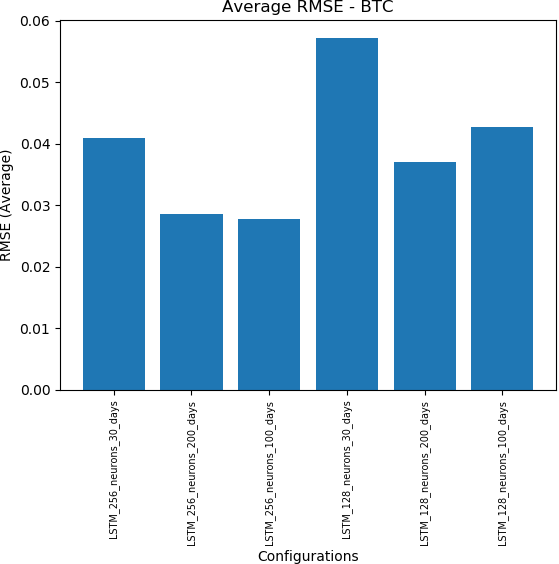 Average RMSE - BTC
RMSE (Average)
0.06
0.05
0.04
0.03
0.02
0.01
0.00
LSTM_256_neurons_30_days
LSTM_256_neurons_200_days
LSTM_256_neurons_100_days
LSTM_128_neurons_30_days
LSTM_128_neurons_200_days
LSTM_128_neurons_100_days
Configurations